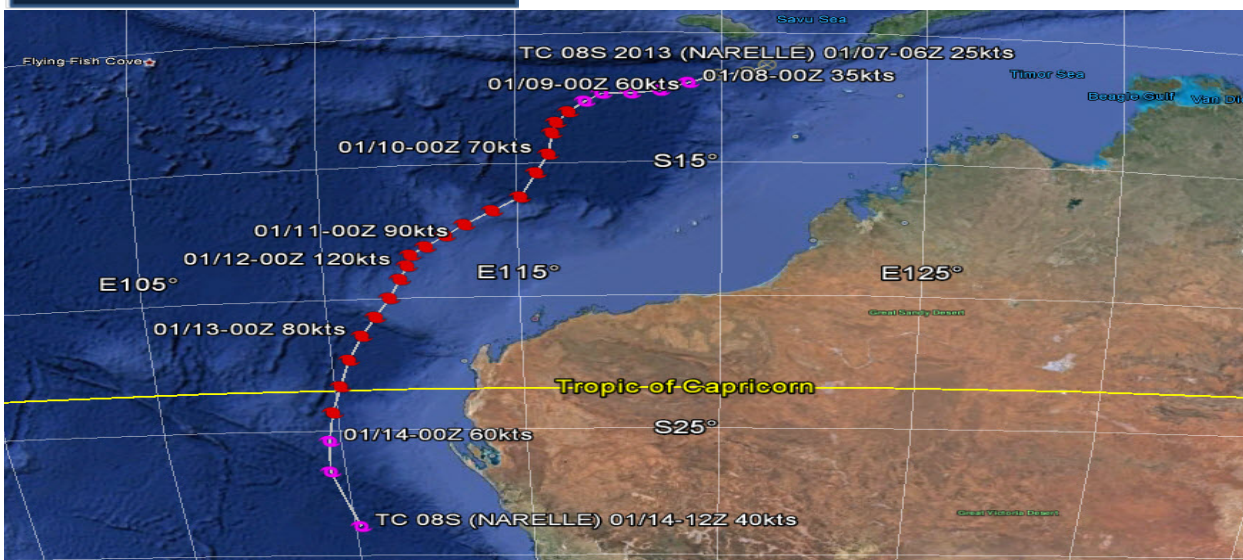 Savu Sea
TC 08S 2013 (NARELLE) 01/07-06Z 25kts
Flying Fish Cove
01/09-00Z 60kts
01/08-00Z 35kts
Timor Sea
Beagle Gulf
Van Di
01/10-00Z 70kts
S15°
01/11-00Z 90kts
01/12-00Z 120kts
E105°
E115°
E125°
Great Sandy Desert
01/13-00Z 80kts
Tropic of Capricorn
01/14-00Z 60kts
S25°
TC 08S (NARELLE) 01/14-12Z 40kts
Great Victoria Desert